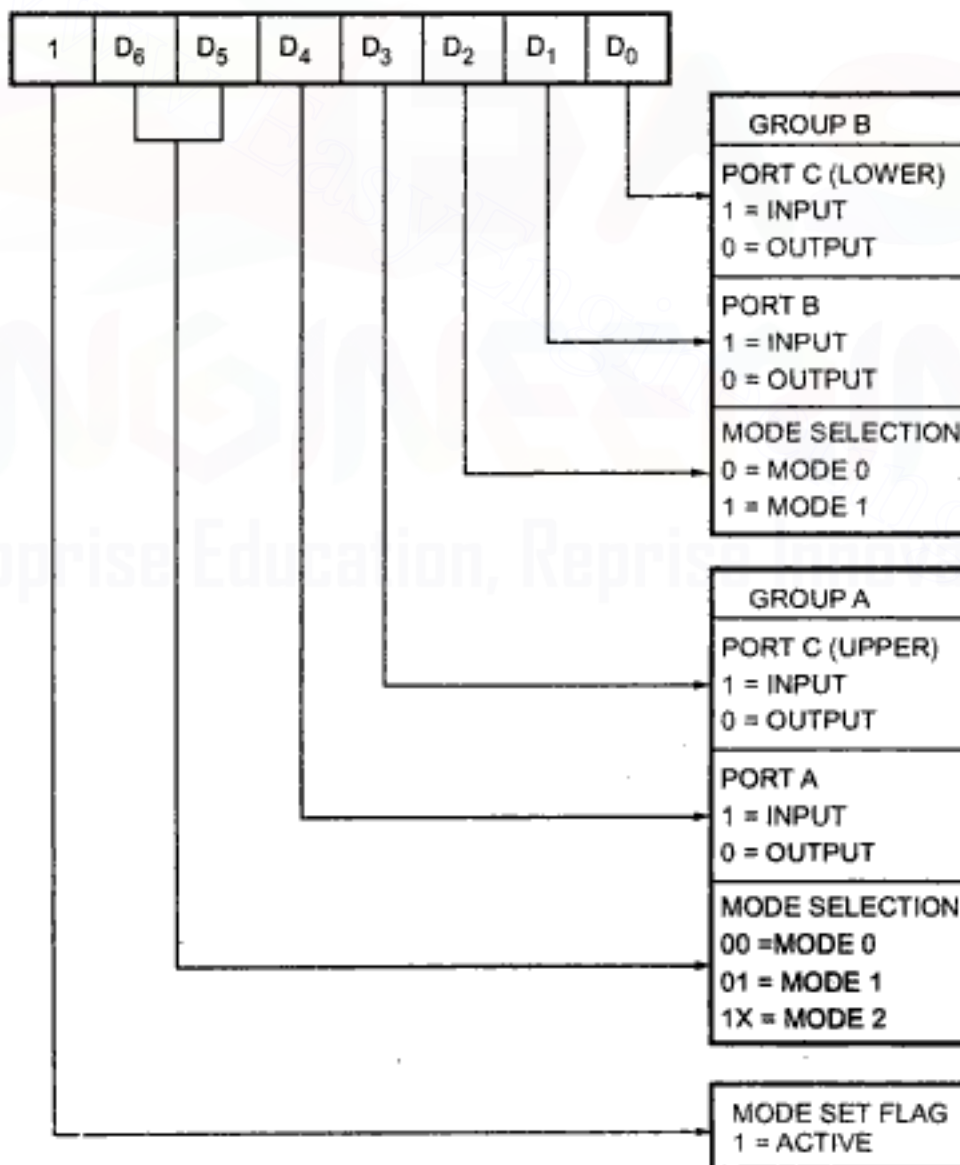 1 D6 D5 D4 D3 D2 D1 D0
GROUP B
PORT C (LOWER)
1 = INPUT
0 = OUTPUT
PORT B
1 = INPUT
0 = OUTPUT
MODE SELECTION
0 = MODE 0
1 = MODE 1
GROUP A
PORT C (UPPER)
1 = INPUT
0 = OUTPUT
PORT A
1 = INPUT
0 = OUTPUT
MODE SELECTION
00 =MODE 0
01 = MODE 1
1X = MODE 2
MODE SET FLAG
1 = ACTIVE
Education, Reprise